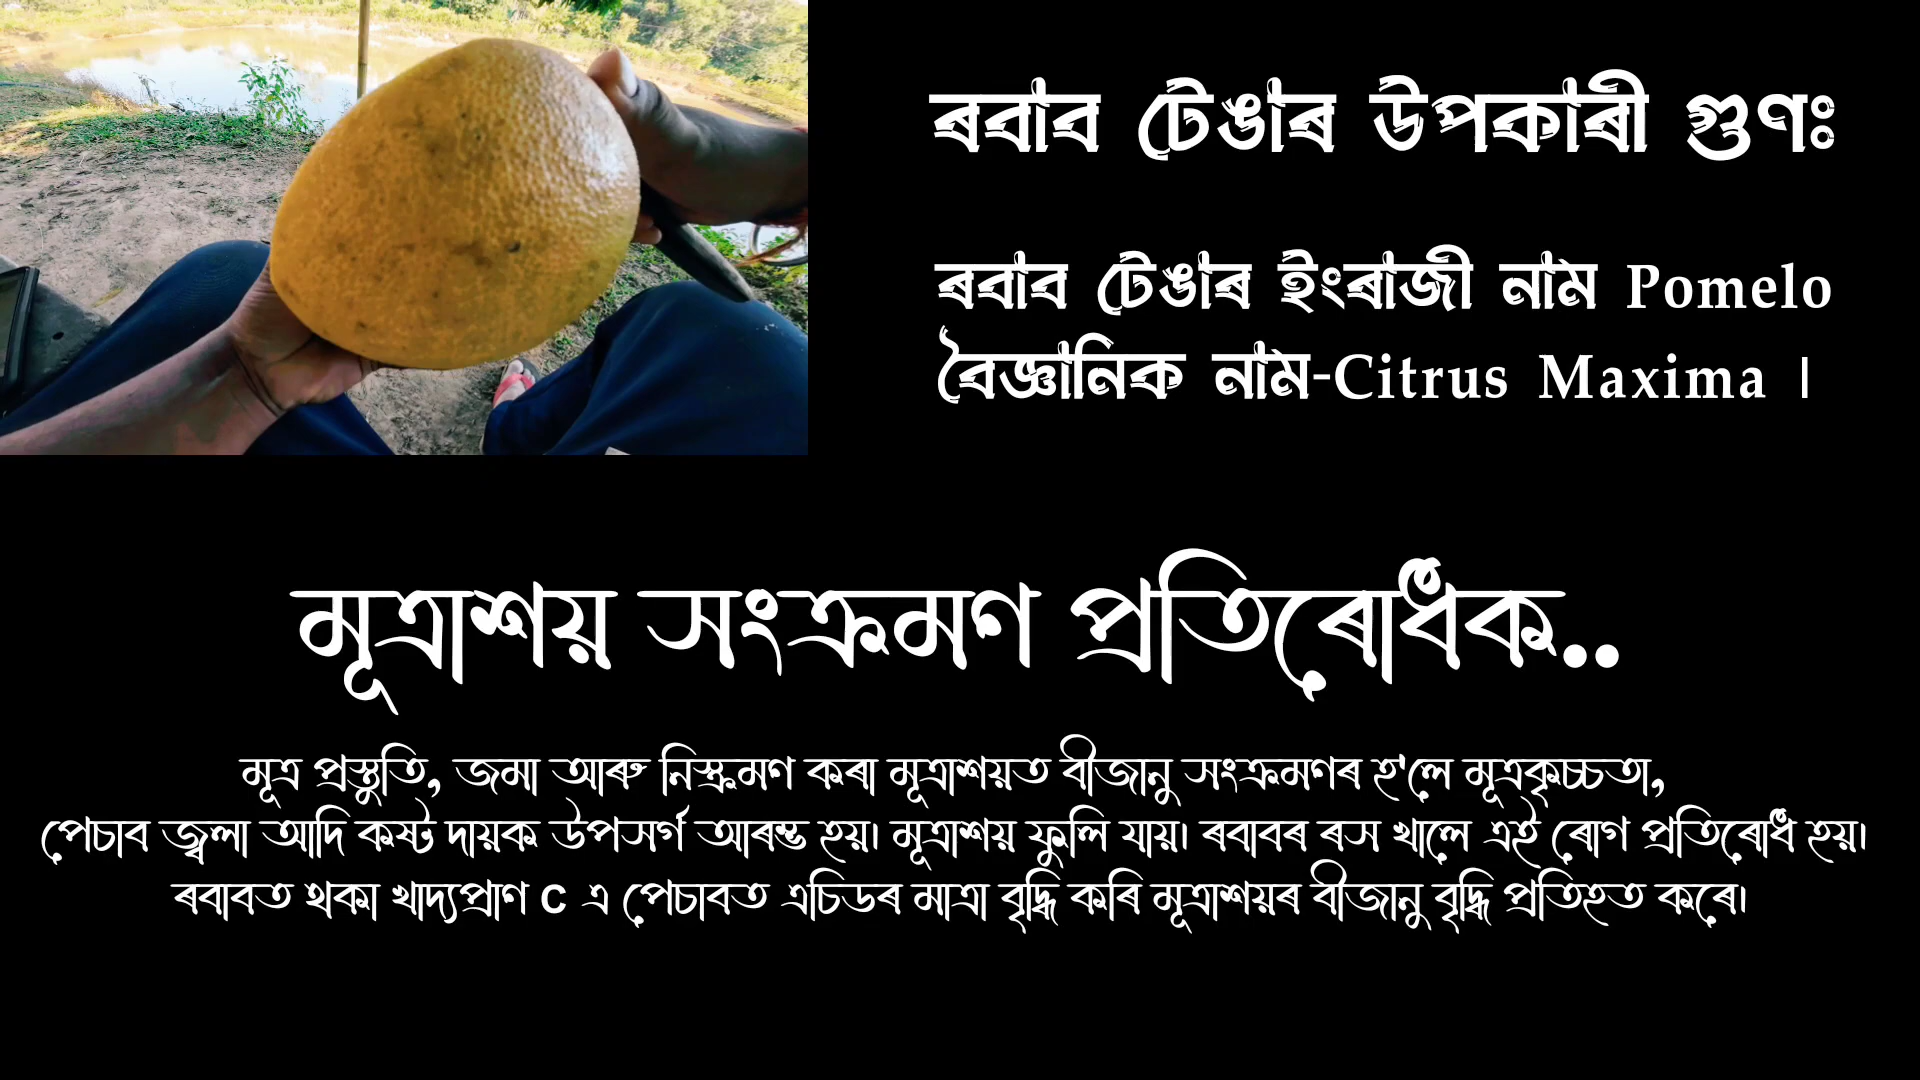 ৰবাব টেঙাৰ উপকাৰী গুণঃ
ৰবাব টেঙাৰ ইংৰাজী নাম Pomelo
বৈজ্ঞানিক নাম-Citrus Maxima ।
মূত্ৰাশয় সংক্ৰমণ প্ৰতিৰোধক..
মূত্ৰ প্ৰস্তুতি, জমা আৰু নিস্ক্ৰমণ কৰা মূত্ৰাশয়ত বীজানু সংক্ৰমণৰ হ'লে মূত্ৰকৃচ্চতা,
পেচাব জ্বলা আদি কষ্ট দায়ক উপসৰ্গ আৰম্ভ হয়। মূত্ৰাশয় ফুলি যায়। ৰবাবৰ ৰস খালে এই ৰোগ প্ৰতিৰোধ হয়।
ৰবাবত থকা খাদ্যপ্ৰাণ C এ পেচাবত এচিডৰ মাত্ৰা বৃদ্ধি কৰি মূত্ৰাশয়ৰ বীজানু বৃদ্ধি প্ৰতিহত কৰে।